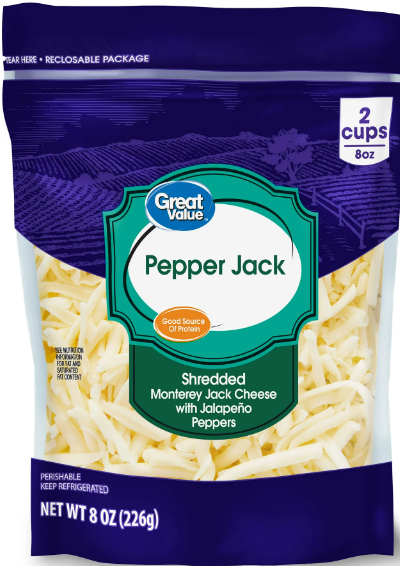 TEAR HERE • RECLOSABLE PACKAGE
2
cups
8oz
Great
Value™
Pepper Jack
Good Source
Of Protein
SEE NUTRITION
INFORMATION
FOR FAT AND
SATURATED
FAT CONTENT
Shredded
Monterey Jack Cheese
with Jalapeño
Peppers
PERISHABLE
KEEP REFRIGERATED
NET WT 8 OZ (226g)